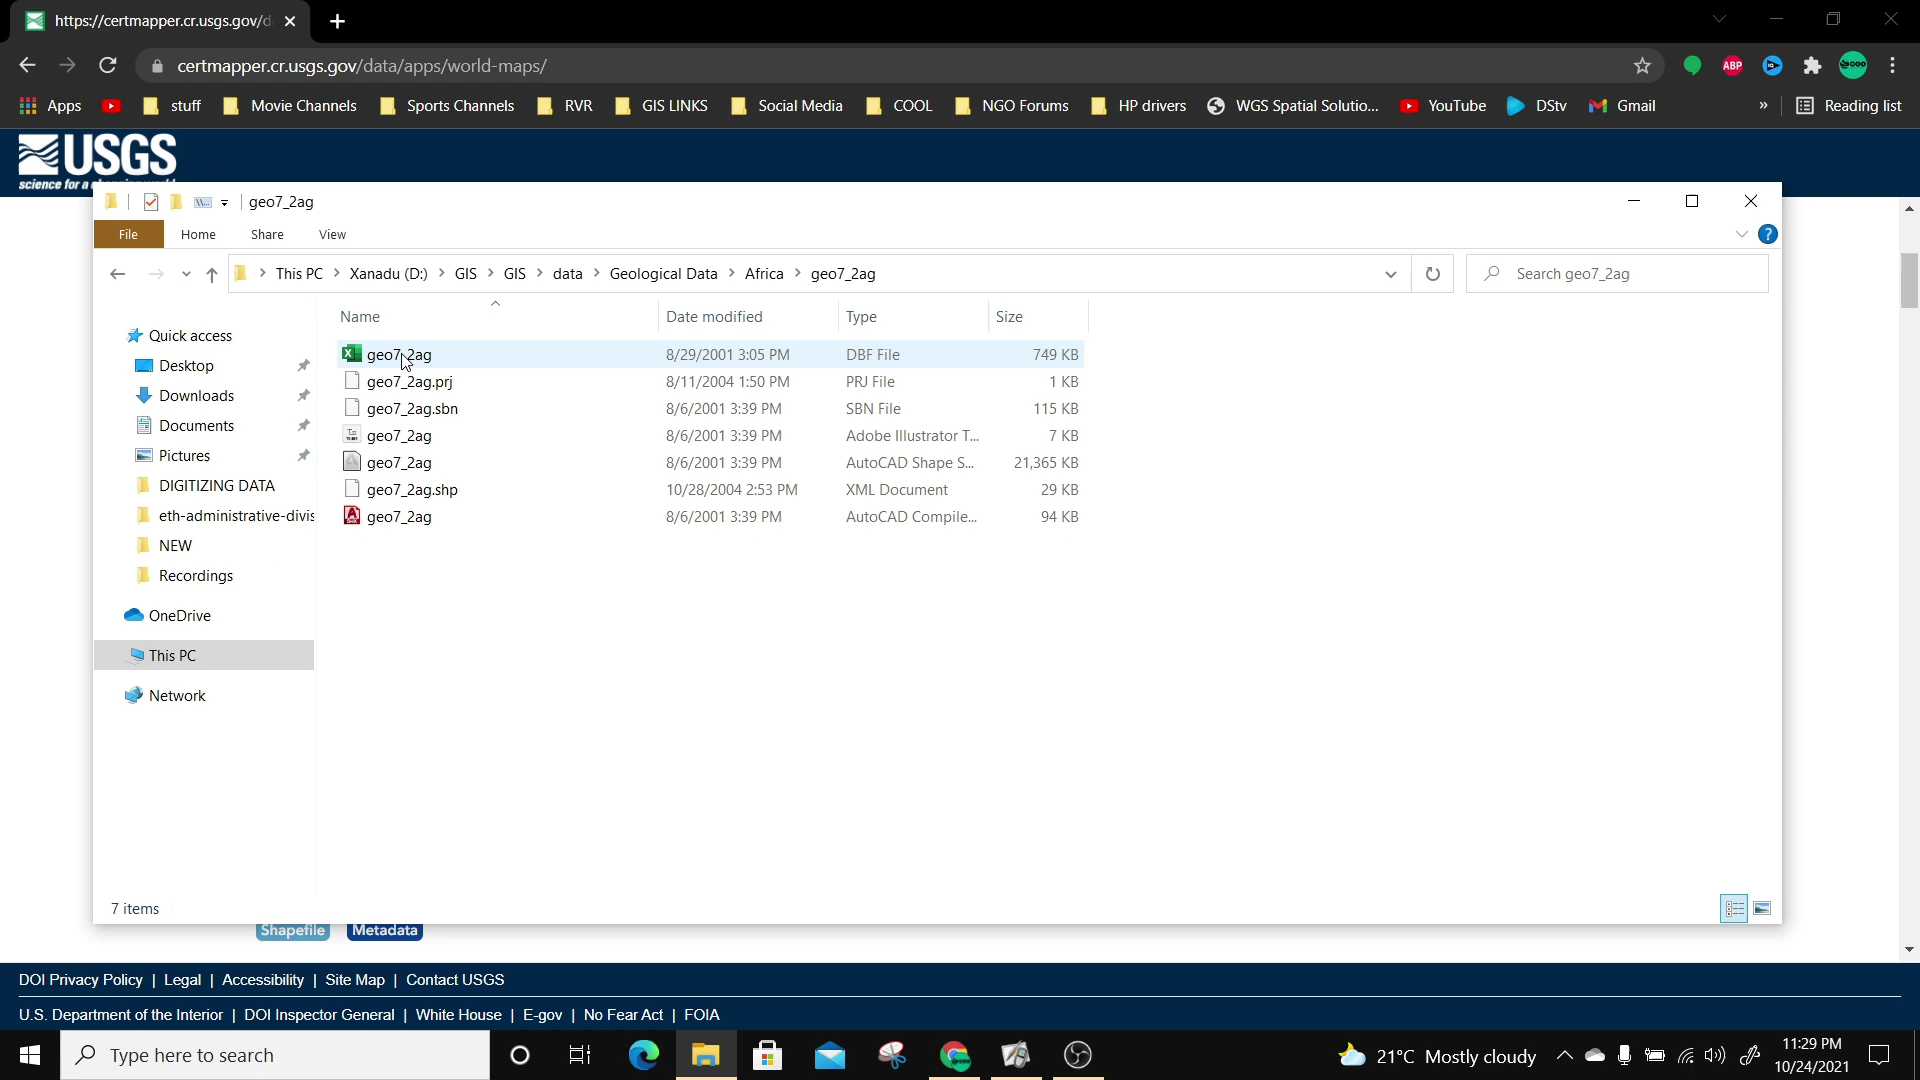 https://certmapper.cr.usgs.gov/d
certmapper.cr.usgs.gov/data/apps/world-maps/
ABP
Apps
stuff
Movie Channels
Sports Channels
RVR
GIS LINKS
Social Media
COOL
NGO Forums
HP drivers
WGS Spatial Solutio...
YouTube
DStv
Gmail
»
Reading list
USGS
science for a
geo7_2ag
File
Home
Share
View
This PC > Xanadu (D:) > GIS > GIS > data > Geological Data > Africa > geo7_2ag
Search geo7_2ag
Name
Date modified
Type
Size
Quick access
Desktop
Downloads
Documents
Pictures
DIGITIZING DATA
eth-administrative-divis
NEW
Recordings
OneDrive
This PC
Network
geo7_2ag 8/29/2001 3:05 PM DBF File 749 KB
geo7_2ag.prj 8/11/2004 1:50 PM PRJ File 1 KB
geo7_2ag.sbn 8/6/2001 3:39 PM SBN File 115 KB
geo7_2ag 8/6/2001 3:39 PM Adobe Illustrator T... 7 KB
geo7_2ag 8/6/2001 3:39 PM AutoCAD Shape S... 21,365 KB
geo7_2ag.shp 10/28/2004 2:53 PM XML Document 29 KB
geo7_2ag 8/6/2001 3:39 PM AutoCAD Compile... 94 KB
7 items
Shapefile
Metadata
DOI Privacy Policy | Legal | Accessibility | Site Map | Contact USGS
U.S. Department of the Interior | DOI Inspector General | White House | E-gov | No Fear Act | FOIA
Type here to search
21°C Mostly cloudy
11:29 PM
10/24/2021